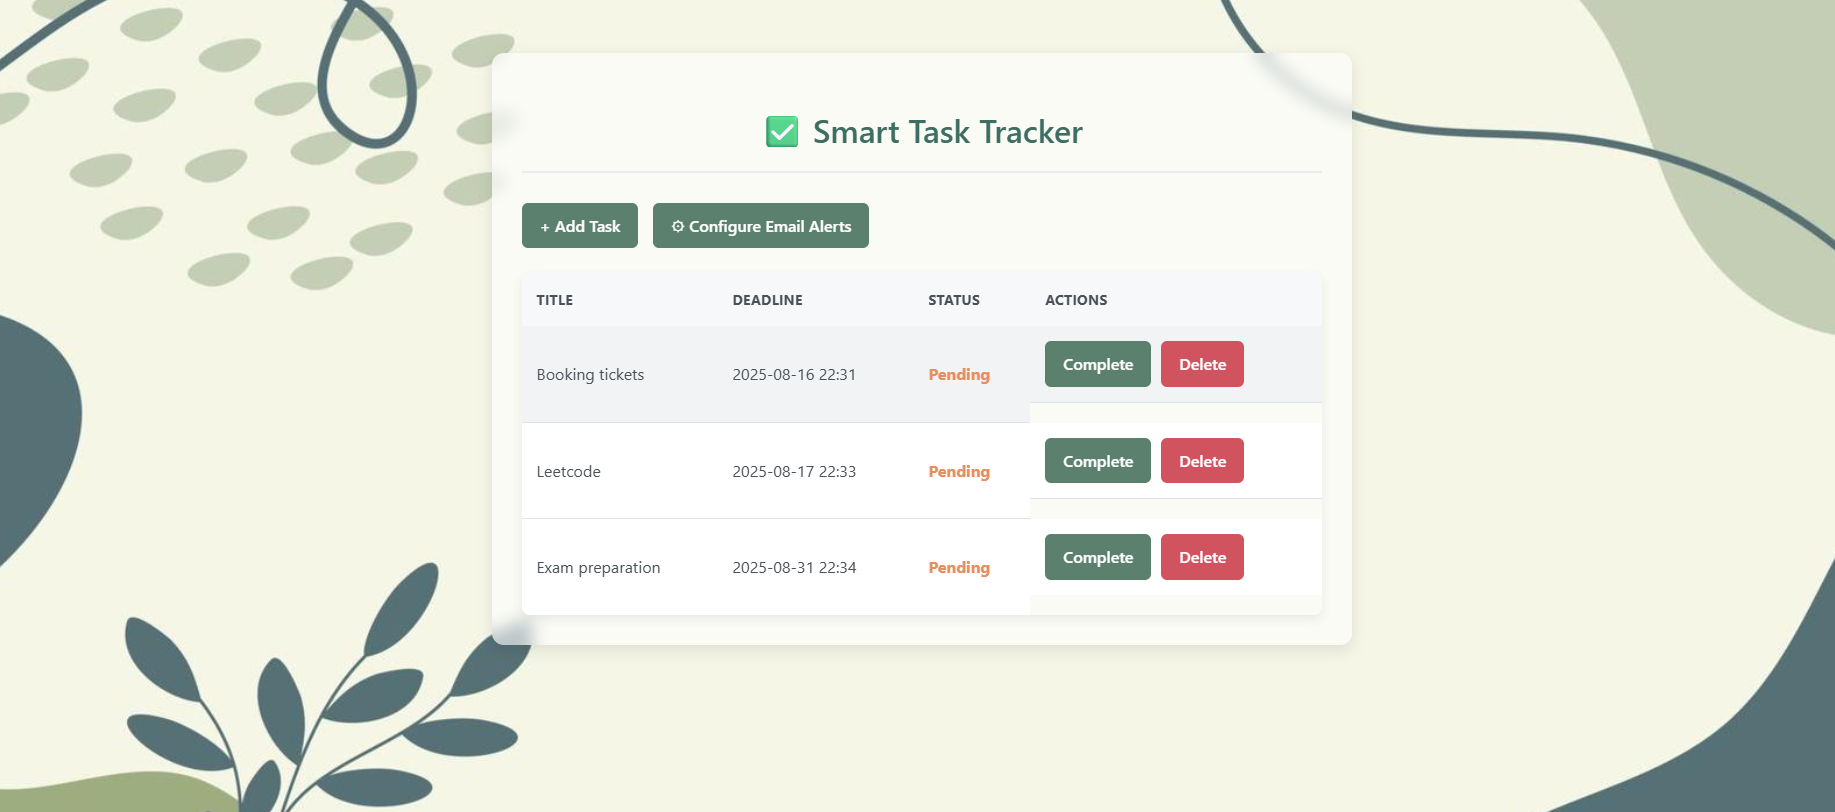 ✅ Smart Task Tracker
+ Add Task ⚙ Configure Email Alerts
TITLE DEADLINE STATUS ACTIONS
Booking tickets 2025-08-16 22:31 Pending Complete Delete
Leetcode 2025-08-17 22:33 Pending Complete Delete
Exam preparation 2025-08-31 22:34 Pending Complete Delete